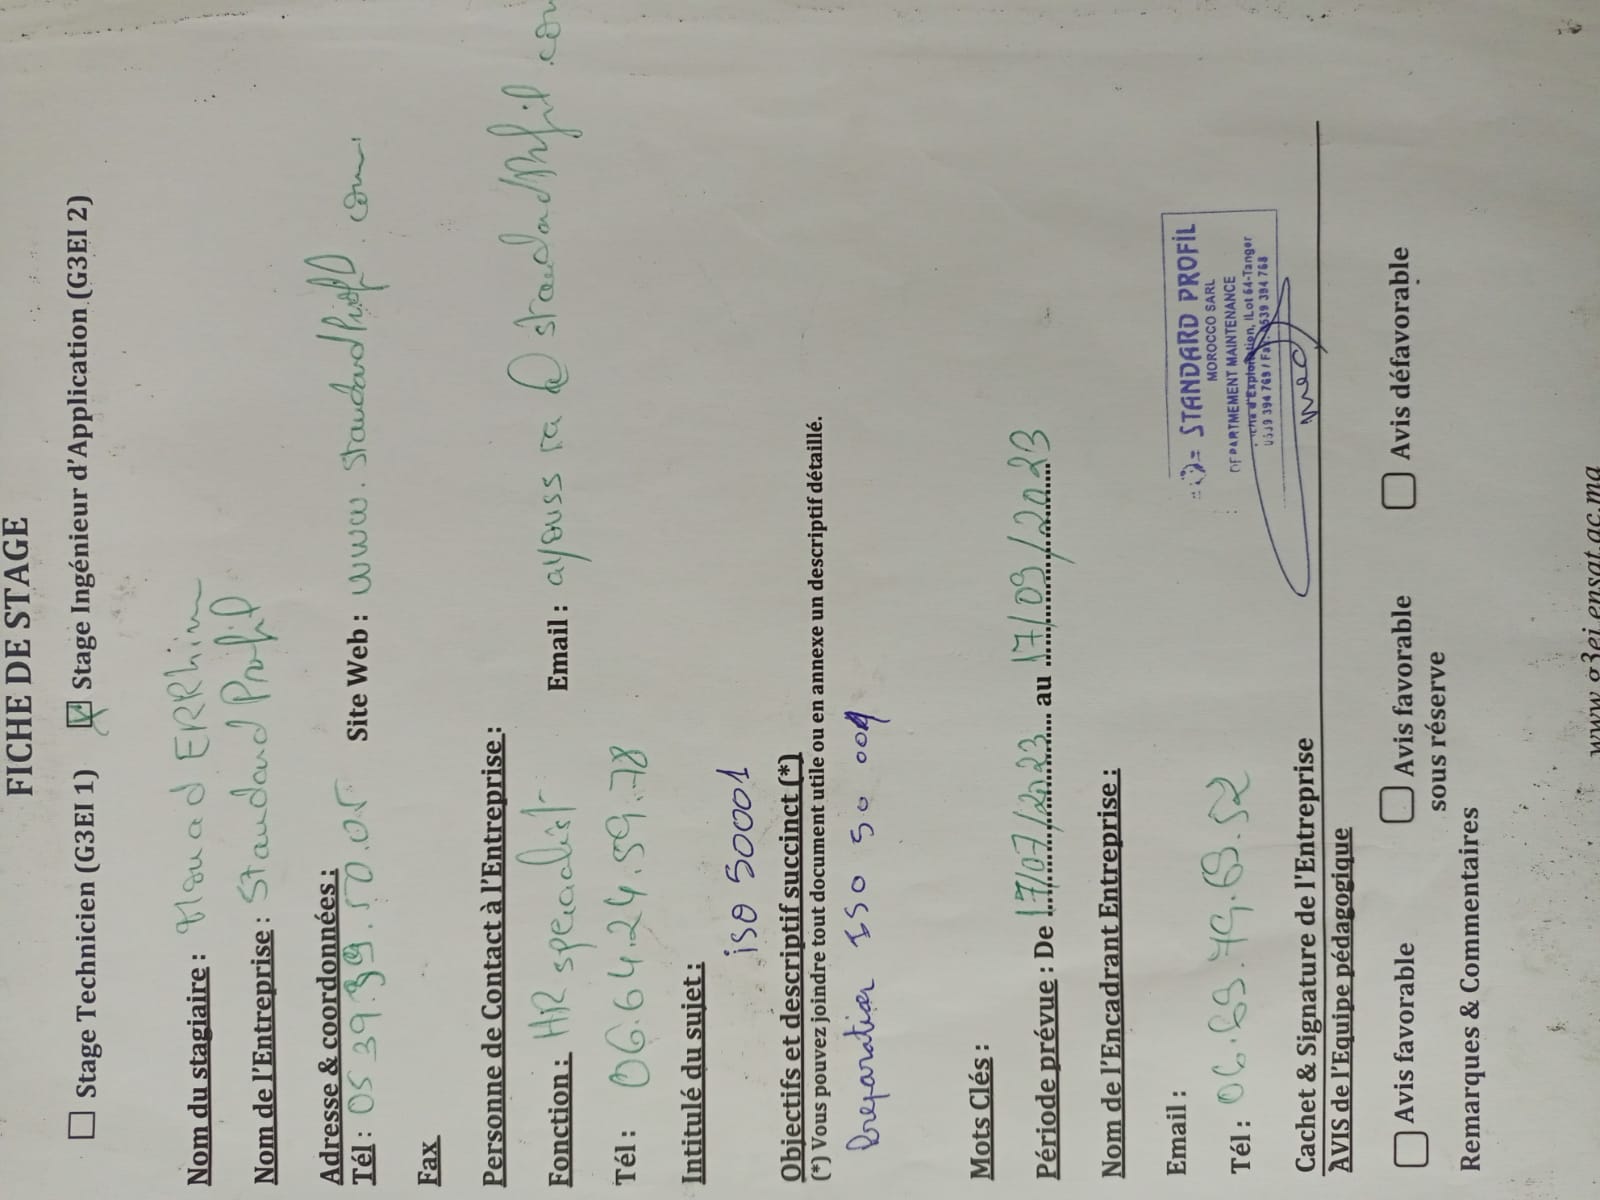 FICHE DE STAGE
☐ Stage Technicien (G3EI 1) ☑ Stage Ingénieur d'Application (G3EI 2)
Nom du stagiaire : Mouad ERRhim
Nom de l'Entreprise : Standard Profil
Adresse & coordonnées :
Tél : 05 39.39.50.05 Site Web : www.standardProfil.com
Fax
Personne de Contact à l'Entreprise :
Fonction : HR specialist Email : ayoussra@standardprofil.com
Tél : 06.64.24.59.78
Intitulé du sujet :
iso 50001
Objectifs et descriptif succinct (*)
(*) Vous pouvez joindre tout document utile ou en annexe un descriptif détaillé.
Preparation ISO 50 001
Mots Clés :
Période prévue : De 17/07/2023 au 17/09/2023
Nom de l'Encadrant Entreprise :
Email :
Tél : 06.69.79.69.52
STANDARD PROFİL
MOROCCO SARL
DEPARTMEMENT MAINTENANCE
d'Exploitation, ILot 64-Tanger
0539 394 769 / Fax: 0539 394 768
Cachet & Signature de l'Entreprise
AVIS de l'Equipe pédagogique
☐ Avis favorable ☐ Avis favorable sous réserve ☐ Avis défavorable
Remarques & Commentaires
www.g3ei.ensat.ac.ma